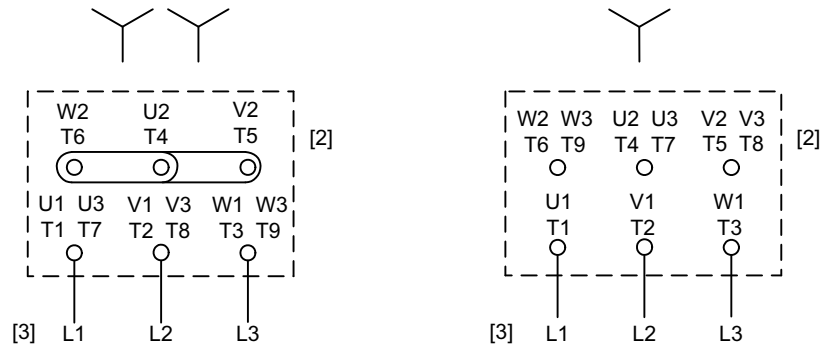 W2 U2 V2
T6 T4 T5
[2]
U1 U3 V1 V3 W1 W3
T1 T7 T2 T8 T3 T9
[3] L1 L2 L3
W2 W3 U2 U3 V2 V3
T6 T9 T4 T7 T5 T8
[2]
U1 V1 W1
T1 T2 T3
[3] L1 L2 L3